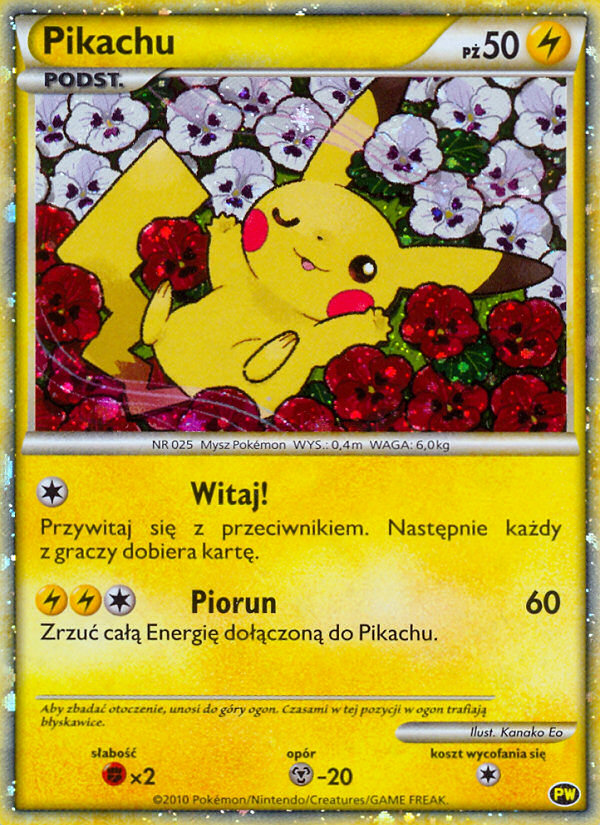 Pikachu
PŻ 50
PODST.
NR 025 Mysz Pokémon WYS.: 0,4m WAGA: 6,0kg
Witaj!
Przywitaj się z przeciwnikiem. Następnie każdy
z graczy dobiera kartę.
Piorun 60
Zrzuć całą Energię dołączoną do Pikachu.
Aby zbadać otoczenie, unosi do góry ogon. Czasami w tej pozycji w ogon trafiają
błyskawice.
Ilust. Kanako Eo
słabość opór koszt wycofania się
×2 -20
©2010 Pokémon/Nintendo/Creatures/GAME FREAK.
PW